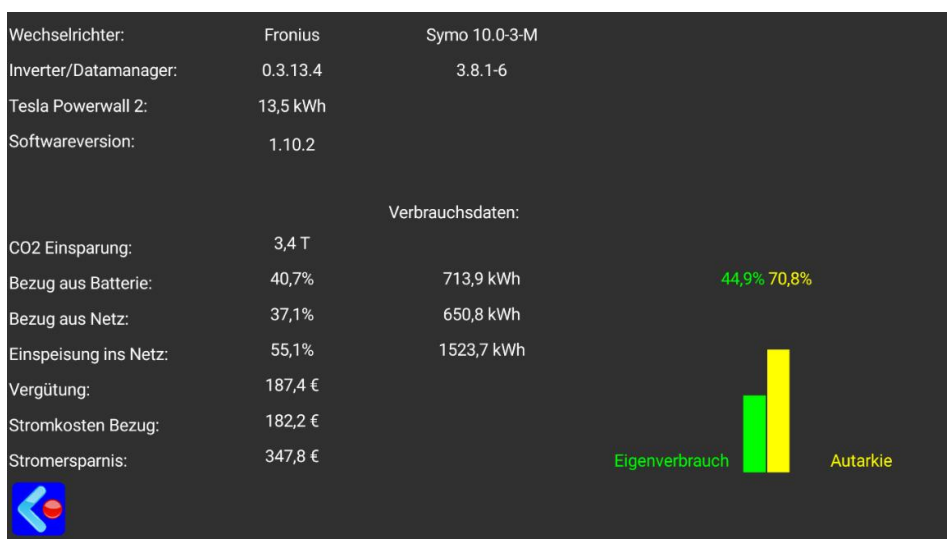 Wechselrichter: Fronius Symo 10.0-3-M
Inverter/Datamanager: 0.3.13.4 3.8.1-6
Tesla Powerwall 2: 13,5 kWh
Softwareversion: 1.10.2
Verbrauchsdaten:
CO2 Einsparung: 3,4 T
Bezug aus Batterie: 40,7% 713,9 kWh 44,9% 70,8%
Bezug aus Netz: 37,1% 650,8 kWh
Einspeisung ins Netz: 55,1% 1523,7 kWh
Vergütung: 187,4 €
Stromkosten Bezug: 182,2 €
Stromersparnis: 347,8 € Eigenverbrauch Autarkie